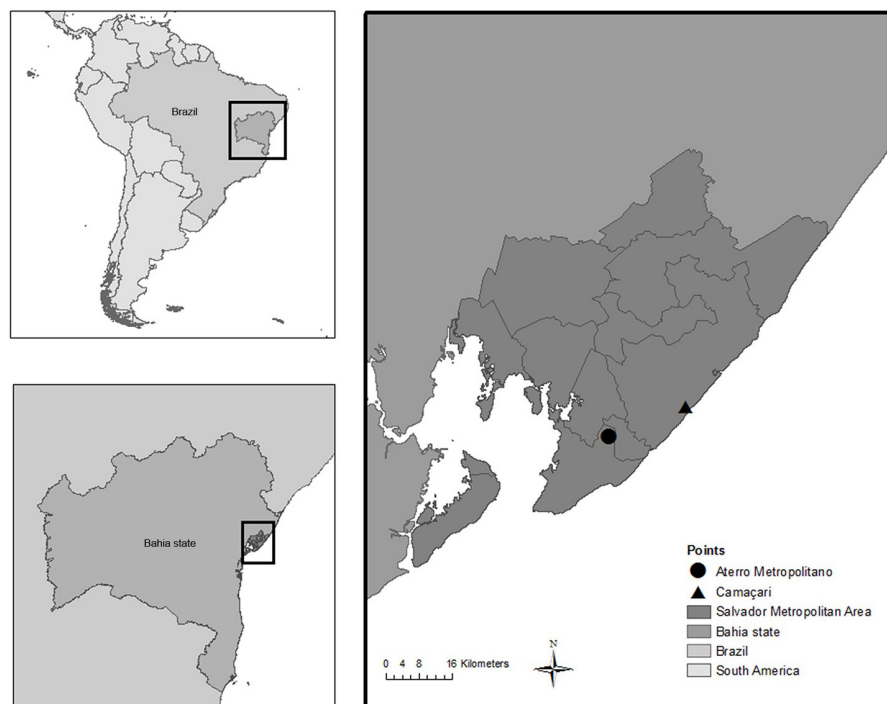 Brazil
Bahia state
Points
Aterro Metropolitano
Camaçari
Salvador Metropolitan Area
Bahia state
Brazil
South America
N
0 4 8 16 Kilometers